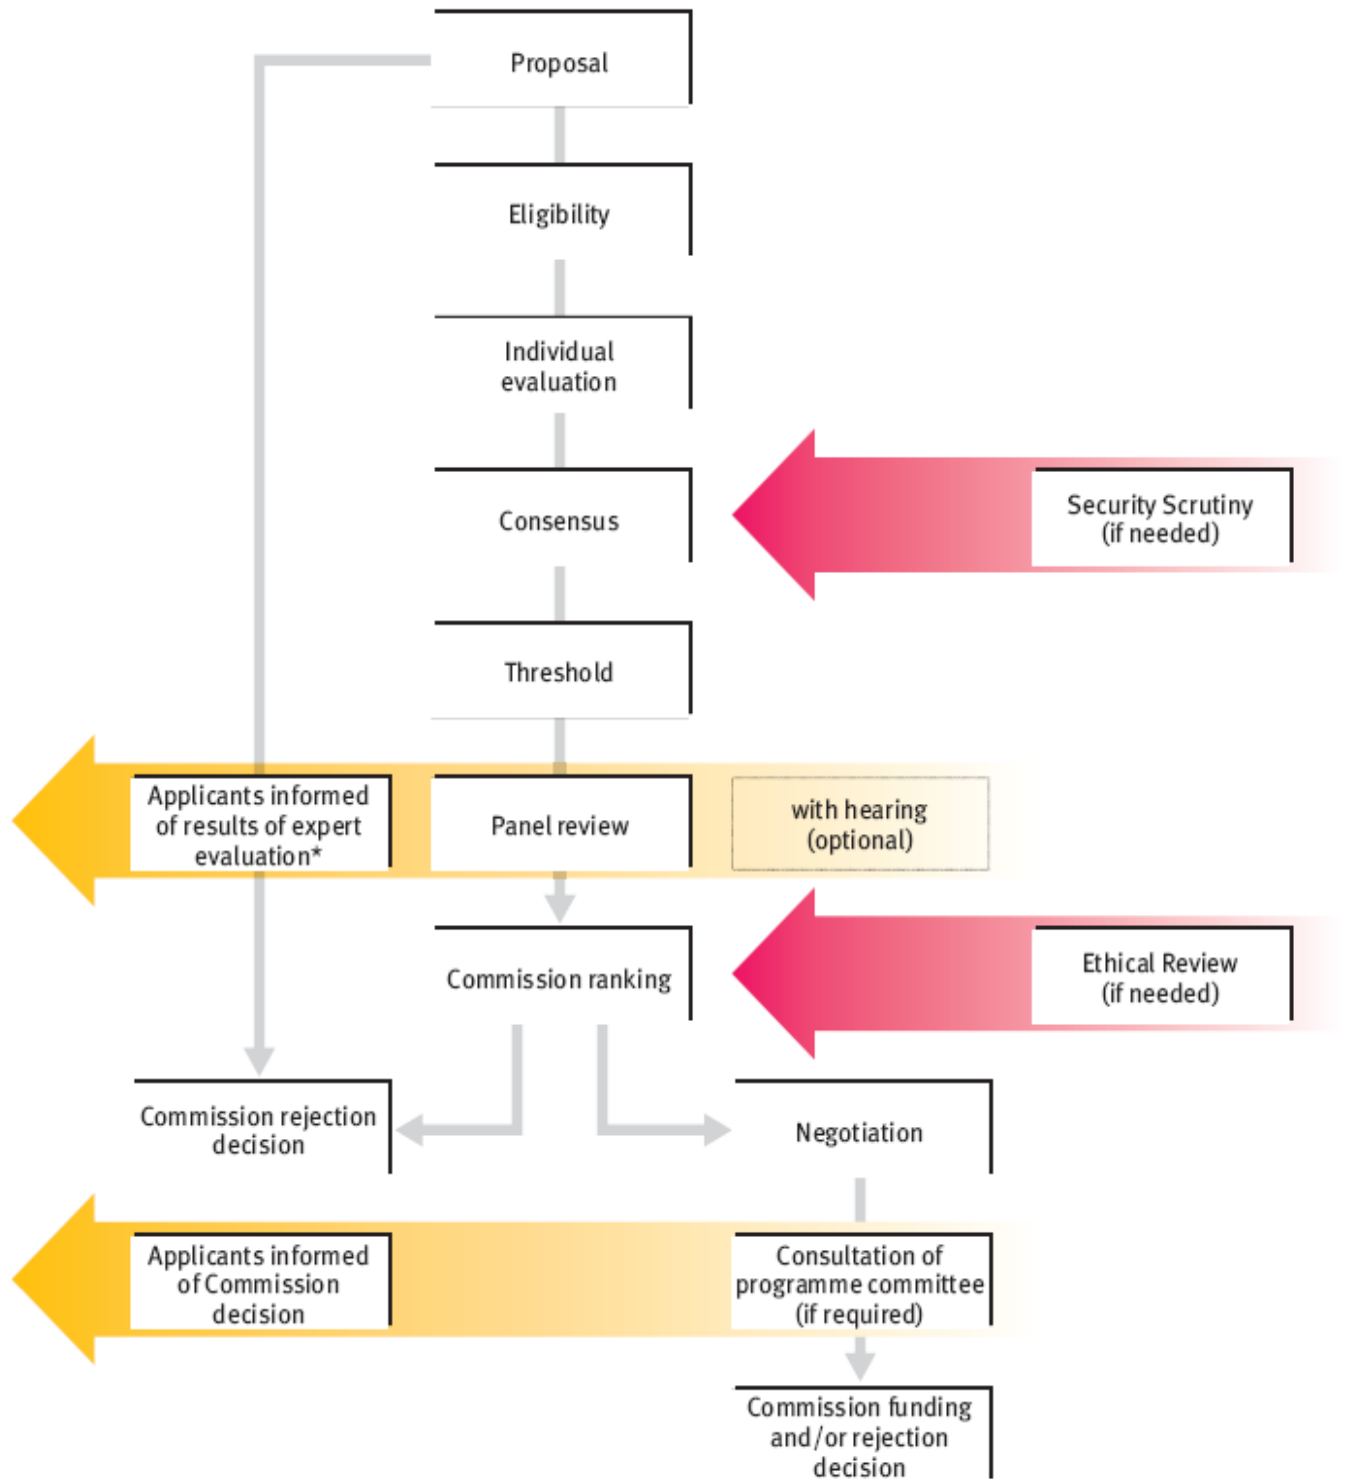 Proposal
Eligibility
Individual
evaluation
Consensus
Security Scrutiny
(if needed)
Threshold
Applicants informed
of results of expert
evaluation*
Panel review
with hearing
(optional)
Commission ranking
Ethical Review
(if needed)
Commission rejection
decision
Negotiation
Applicants informed
of Commission
decision
Consultation of
programme committee
(if required)
Commission funding
and/or rejection
decision